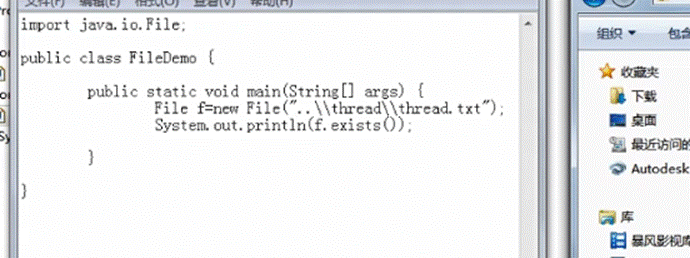 文件(F) 编辑(E) 格式(O) 查看(V) 帮助(H)
import java.io.File;
public class FileDemo {
public static void main(String[] args) {
File f=new File("..\\thread\\thread.txt");
System.out.println(f.exists());
}
}
组织
收藏夹
下载
桌面
最近访问的
Autodesk
库
暴风影视库